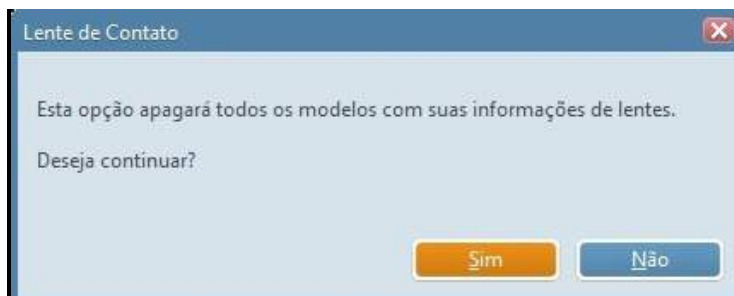 Lente de Contato
Esta opção apagará todos os modelos com suas informações de lentes.
Deseja continuar?
Sim
Não